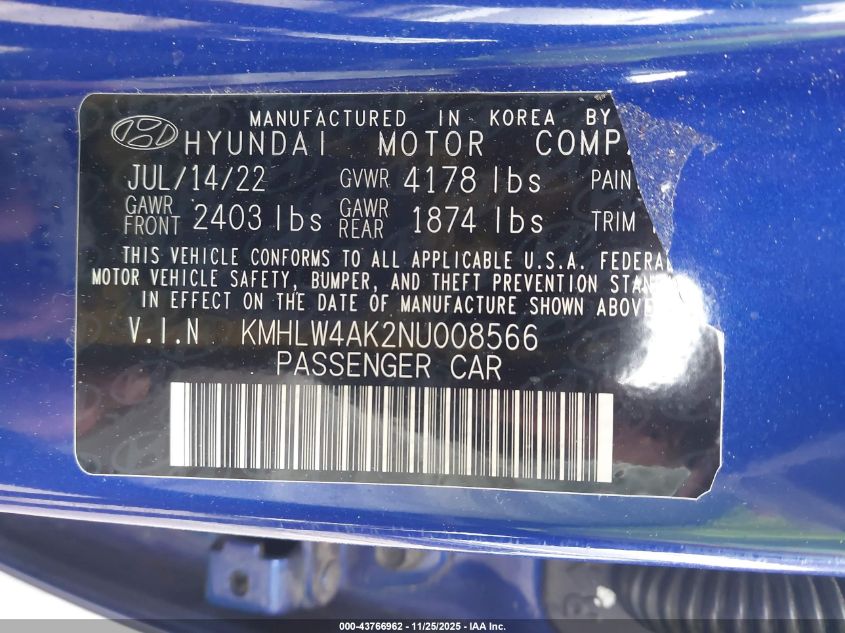 MANUFACTURED IN KOREA BY
HYUNDAI MOTOR COMP
JUL/14/22 GVWR 4178 lbs PAIN
GAWR FRONT 2403 lbs GAWR REAR 1874 lbs TRIM
THIS VEHICLE CONFORMS TO ALL APPLICABLE U.S.A. FEDERA
MOTOR VEHICLE SAFETY, BUMPER, AND THEFT PREVENTION STAN
IN EFFECT ON THE DATE OF MANUFACTURE SHOWN ABOVE
V.I.N KMHLW4AK2NU008566
PASSENGER CAR
000-43766962 - 11/25/2025 - IAA Inc.